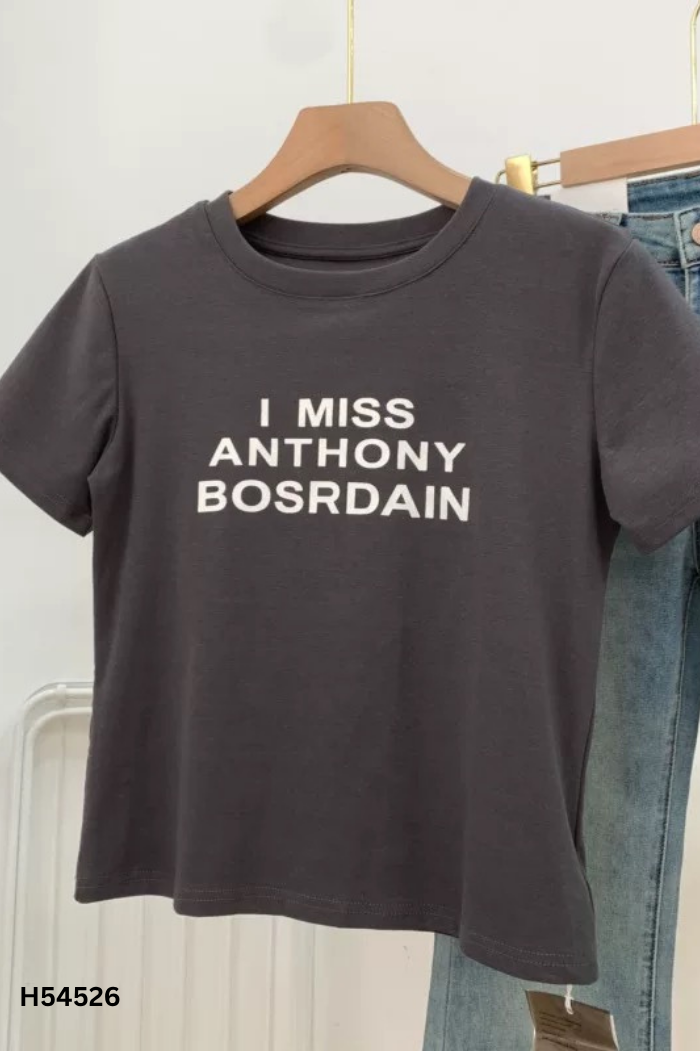 I MISS
ANTHONY
BOSRDAIN
H54526